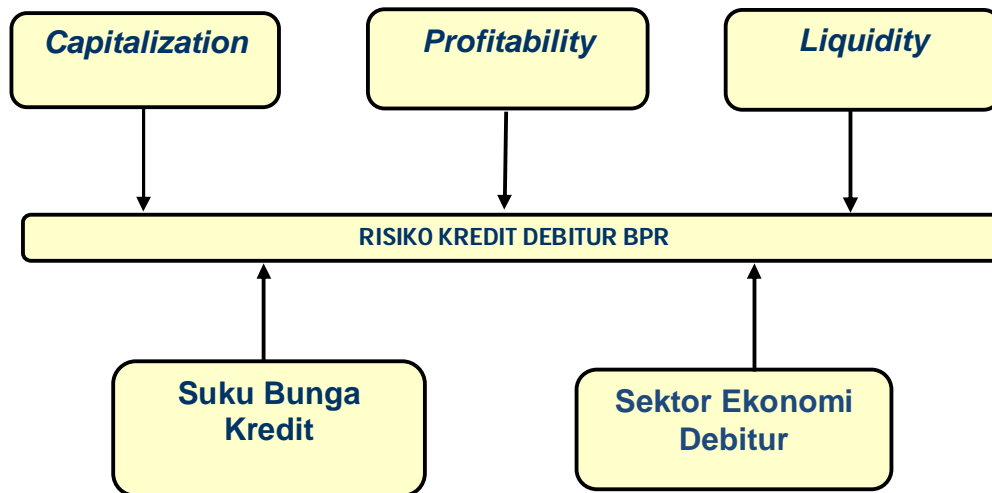 Capitalization
Profitability
Liquidity
RISIKO KREDIT DEBITUR BPR
Suku Bunga
Kredit
Sektor Ekonomi
Debitur